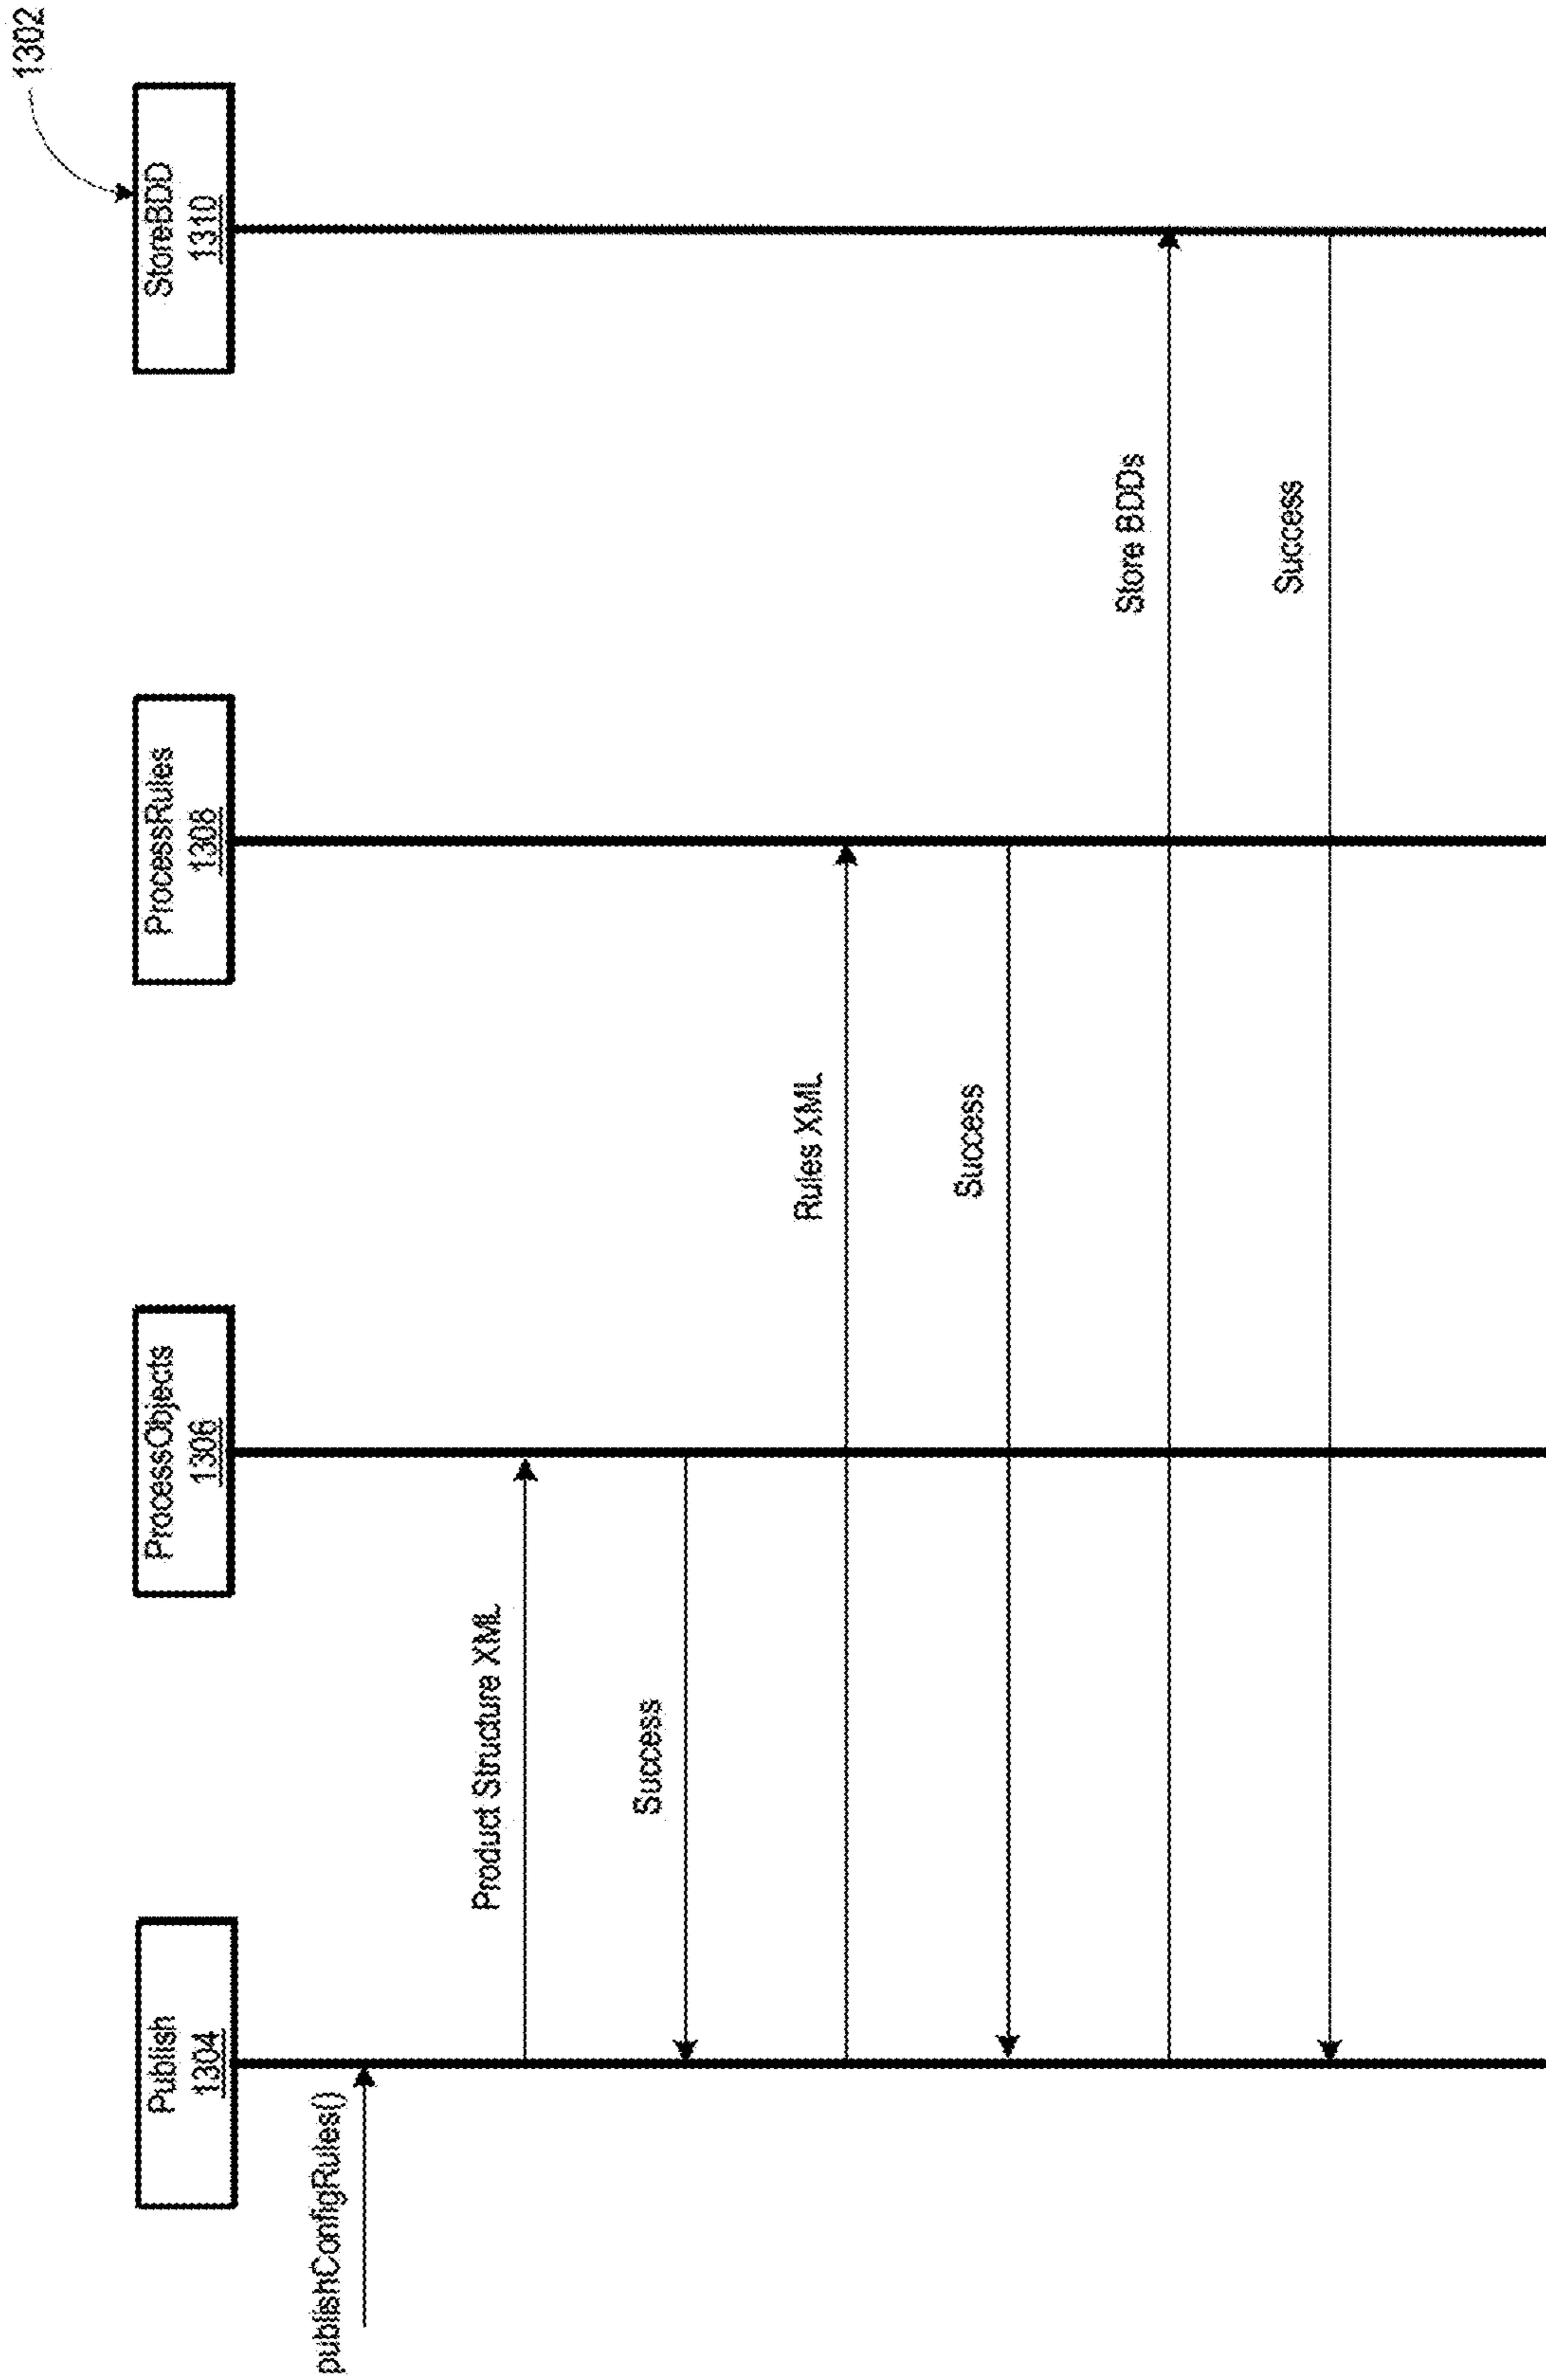 1302
Publish
1304
ProcessObjects
1306
ProcessRules
1308
StoreBDD
1310
publishConfigRules()
Product Structure XML
Success
Rules XML
Success
Store BDDs
Success